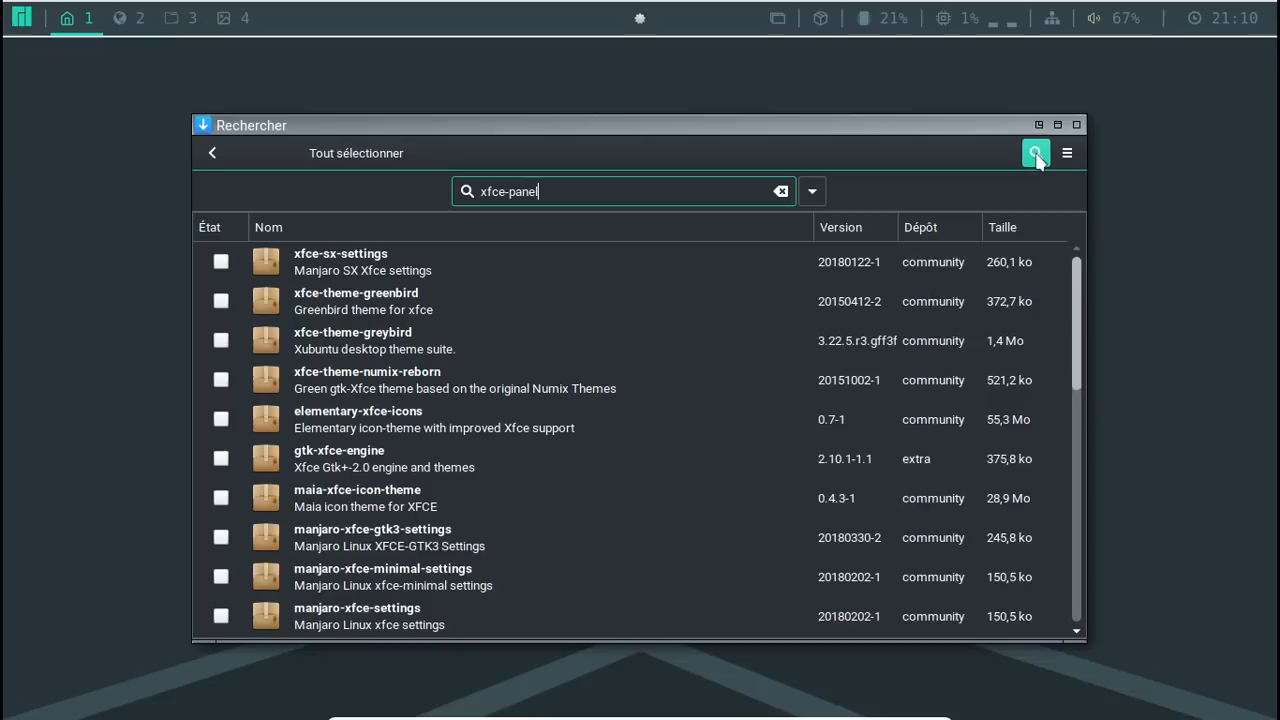 1 2 3 4 21% 1% 67% 21:10
Rechercher
Tout sélectionner
xfce-panel
État Nom Version Dépôt Taille
xfce-sx-settings
Manjaro SX Xfce settings
20180122-1 community 260,1 ko
xfce-theme-greenbird
Greenbird theme for xfce
20150412-2 community 372,7 ko
xfce-theme-greybird
Xubuntu desktop theme suite.
3.22.5.r3.gff3f community 1,4 Mo
xfce-theme-numix-reborn
Green gtk-Xfce theme based on the original Numix Themes
20151002-1 community 521,2 ko
elementary-xfce-icons
Elementary icon-theme with improved Xfce support
0.7-1 community 55,3 Mo
gtk-xfce-engine
Xfce Gtk+-2.0 engine and themes
2.10.1-1.1 extra 375,8 ko
maia-xfce-icon-theme
Maia icon theme for XFCE
0.4.3-1 community 28,9 Mo
manjaro-xfce-gtk3-settings
Manjaro Linux XFCE-GTK3 Settings
20180330-2 community 245,8 ko
manjaro-xfce-minimal-settings
Manjaro Linux xfce-minimal settings
20180202-1 community 150,5 ko
manjaro-xfce-settings
Manjaro Linux xfce settings
20180202-1 community 150,5 ko